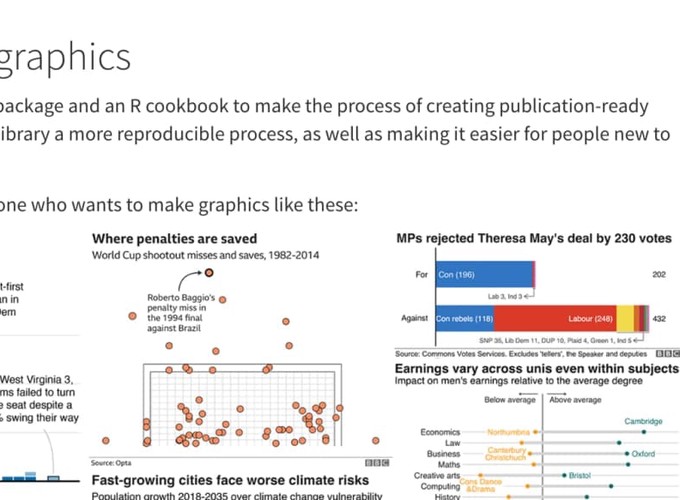 graphics
package and an R cookbook to make the process of creating publication-ready
library a more reproducible process, as well as making it easier for people new to
one who wants to make graphics like these:
Where penalties are saved
World Cup shootout misses and saves, 1982-2014
Roberto Baggio's
penalty miss in
the 1994 final
against Brazil
Source: Opta
BBC
Fast-growing cities face worse climate risks
Population growth 2018-2035 over climate change vulnerability
t-first
an in
Dem
West Virginia 3,
ms failed to turn
e seat despite a
% swing their way
MPs rejected Theresa May's deal by 230 votes
For
Con (196)
202
Lab 3, Ind 3
Against
Con rebels (118)
Labour (248)
432
SNP 35, Lib Dem 11, DUP 10, Plaid 4, Green 1, Ind 5
Source: Commons Votes Services. Excludes 'tellers', the Speaker and deputies
BBC
Earnings vary across unis even within subjects
Impact on men's earnings relative to the average degree
Below average
Above average
Cambridge
Economics
Northumbria
Law
Business
Canterbury
Christchurch
Oxford
Maths
Creative arts
Bristol
Computing
&Drama
History